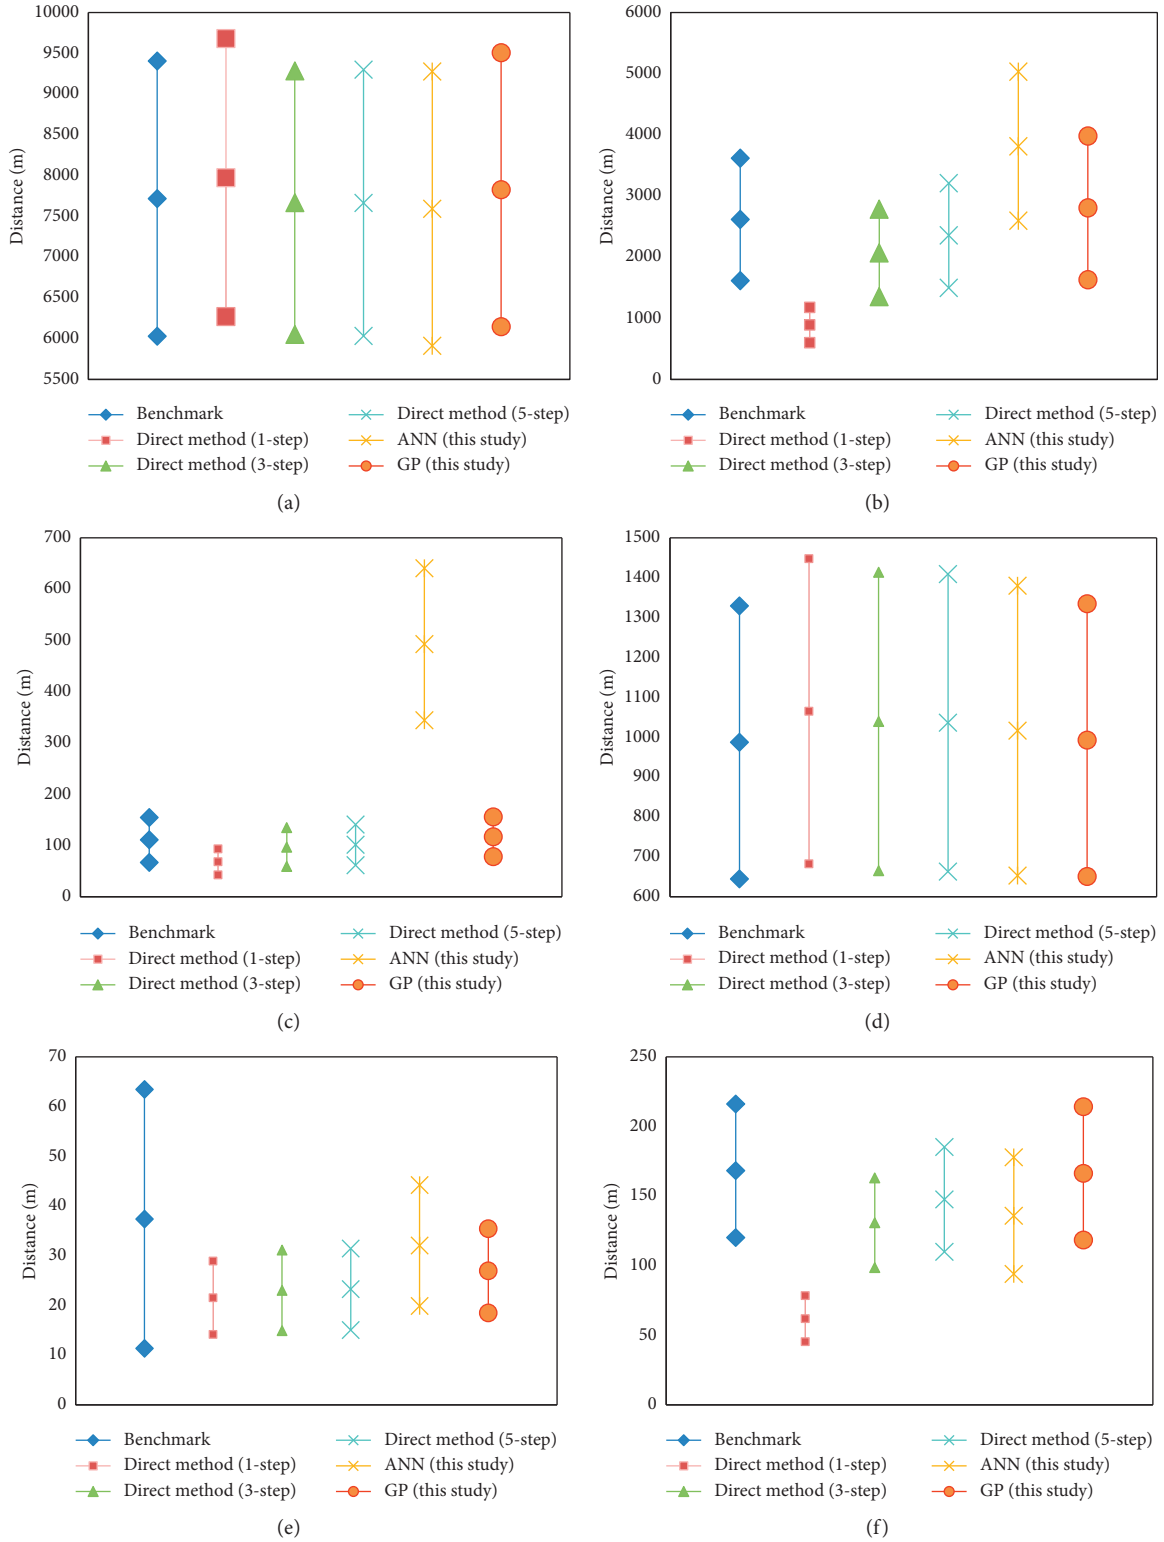 10000
9500
9000
8500
8000
7500
7000
6500
6000
5500
Distance (m)
Benchmark
Direct method (1-step)
Direct method (3-step)
Direct method (5-step)
ANN (this study)
GP (this study)
(a)
6000
5000
4000
3000
2000
1000
0
Distance (m)
Benchmark
Direct method (1-step)
Direct method (3-step)
Direct method (5-step)
ANN (this study)
GP (this study)
(b)
700
600
500
400
300
200
100
0
Distance (m)
Benchmark
Direct method (1-step)
Direct method (3-step)
Direct method (5-step)
ANN (this study)
GP (this study)
(c)
1500
1400
1300
1200
1100
1000
900
800
700
600
Distance (m)
Benchmark
Direct method (1-step)
Direct method (3-step)
Direct method (5-step)
ANN (this study)
GP (this study)
(d)
70
60
50
40
30
20
10
0
Distance (m)
Benchmark
Direct method (1-step)
Direct method (3-step)
Direct method (5-step)
ANN (this study)
GP (this study)
(e)
250
200
150
100
50
0
Distance (m)
Benchmark
Direct method (1-step)
Direct method (3-step)
Direct method (5-step)
ANN (this study)
GP (this study)
(f)